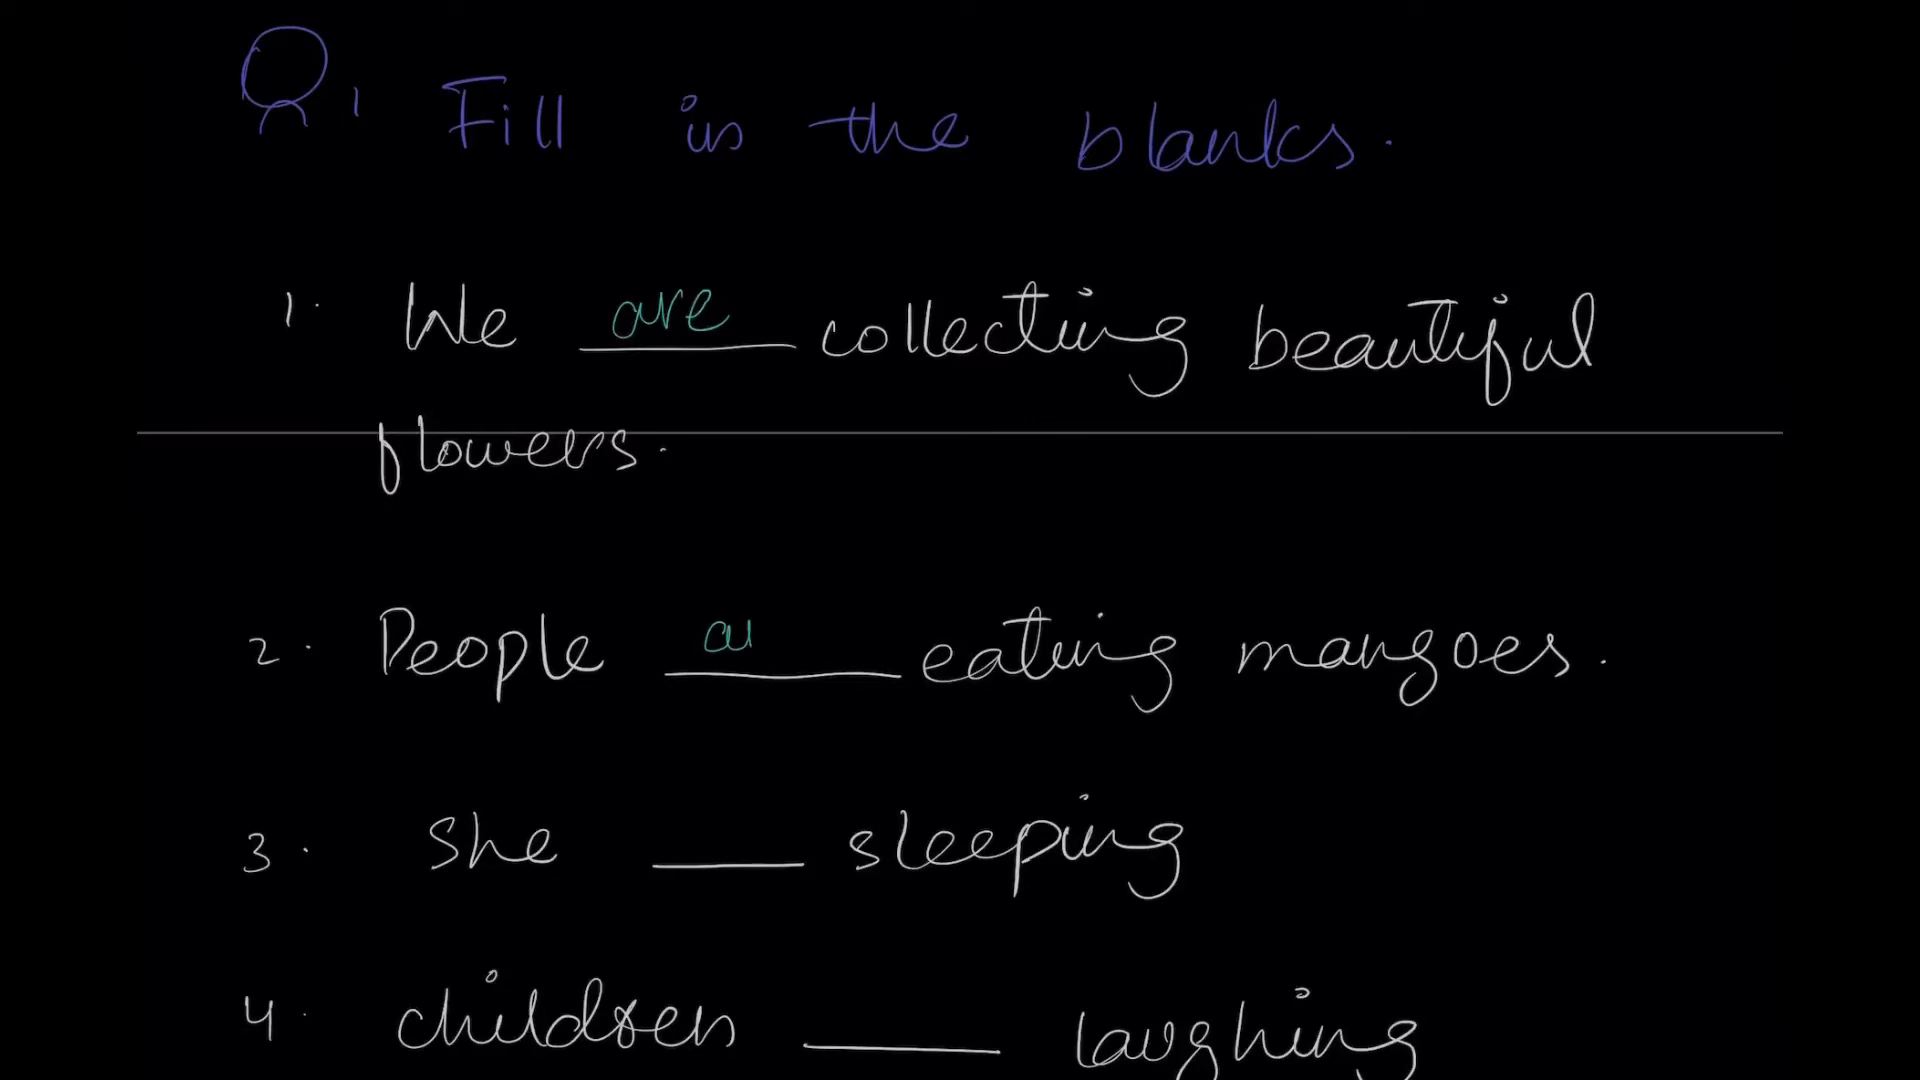 Q1 Fill in the blanks.
1. We are collecting beautiful
flowers.
2. People ___ eating mangoes.
3. She ___ sleeping
4. children ___ laughing